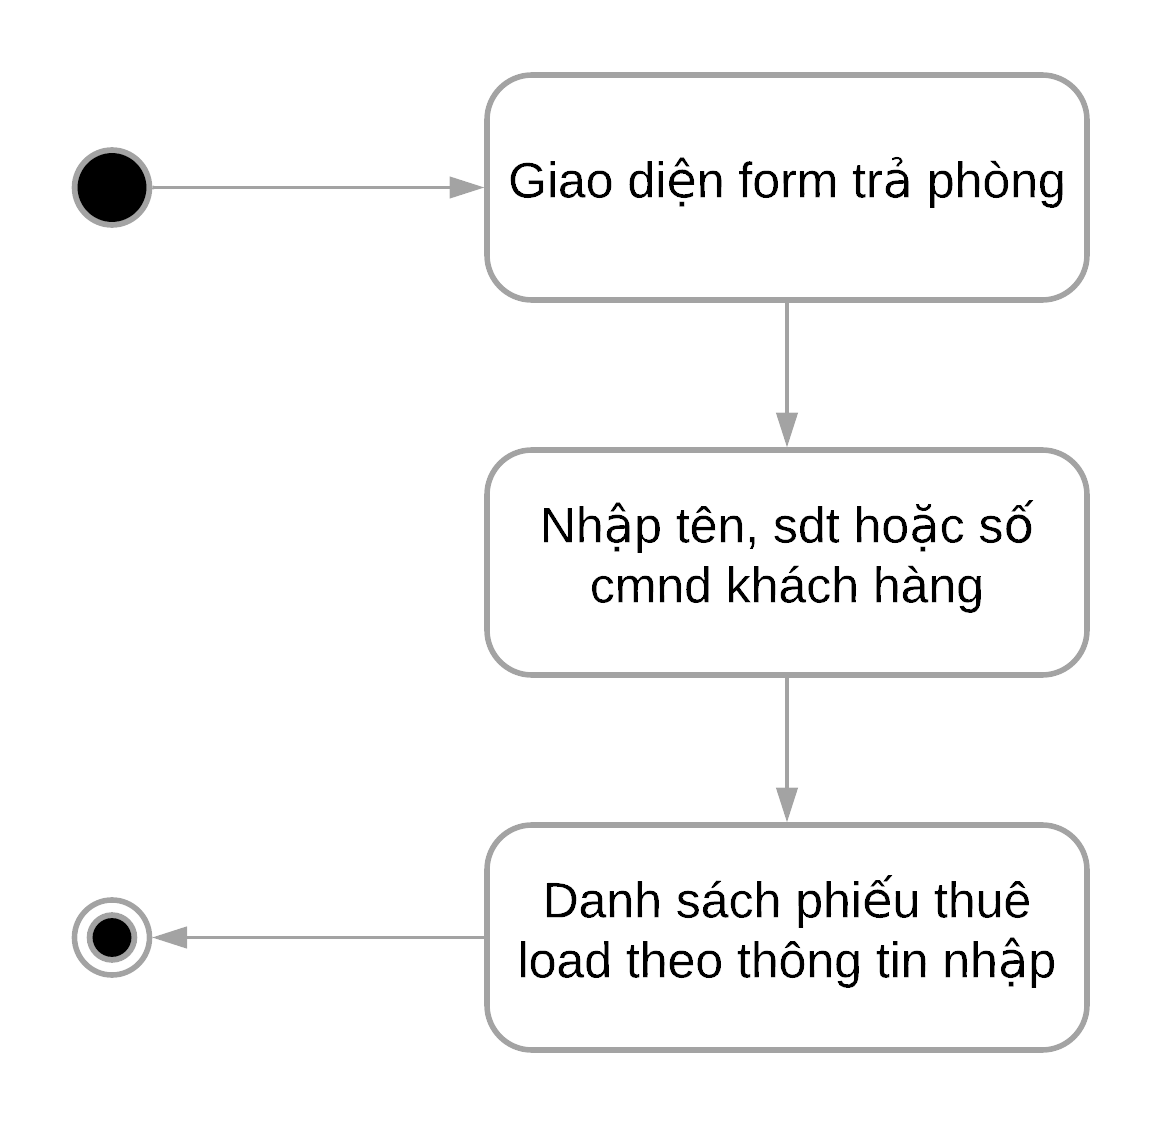 Giao diện form trả phòng
Nhập tên, sdt hoặc số
cmnd khách hàng
Danh sách phiếu thuê
load theo thông tin nhập